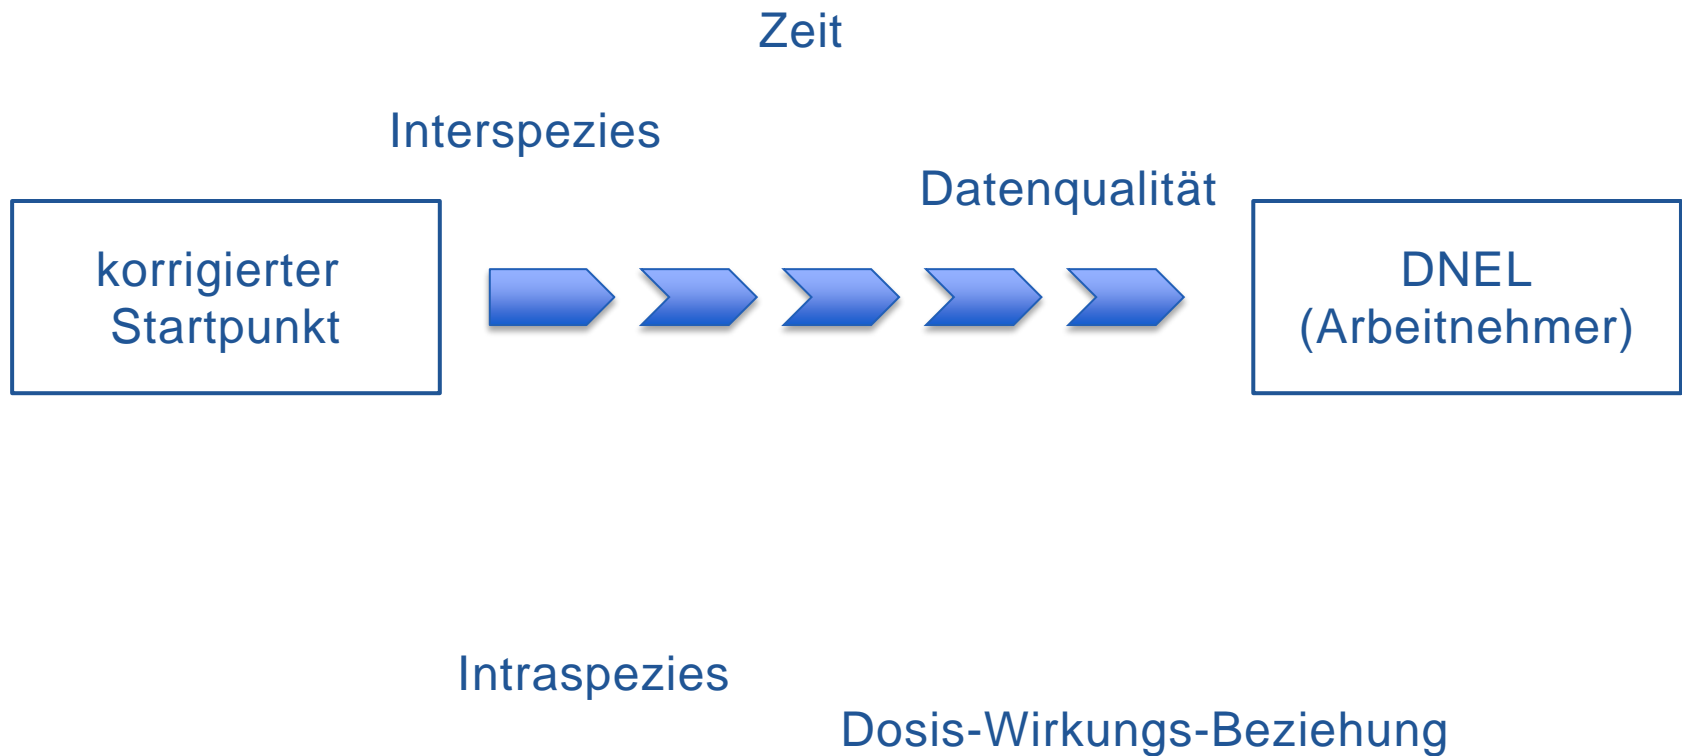 Zeit
Interspezies
Datenqualität
korrigierter
Startpunkt
DNEL
(Arbeitnehmer)
Intraspezies
Dosis-Wirkungs-Beziehung